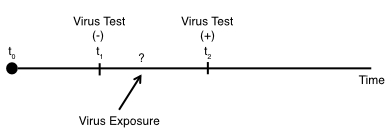 Virus Test
(-)
t1
?
Virus Test
(+)
t2
t0
Time
Virus Exposure